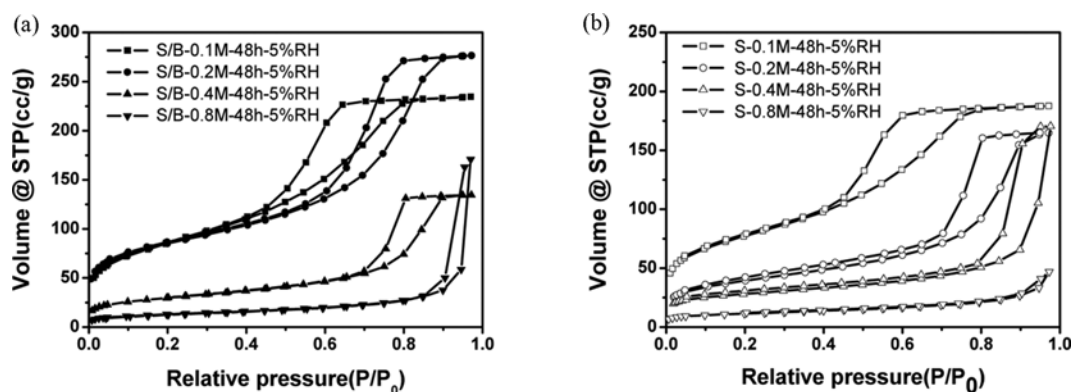 (a)
300
250
200
150
100
50
0
Volume @ STP(cc/g)
S/B-0.1M-48h-5%RH
S/B-0.2M-48h-5%RH
S/B-0.4M-48h-5%RH
S/B-0.8M-48h-5%RH
0.0 0.2 0.4 0.6 0.8 1.0
Relative pressure(P/P0)
(b)
250
200
150
100
50
0
Volume @ STP(cc/g)
S-0.1M-48h-5%RH
S-0.2M-48h-5%RH
S-0.4M-48h-5%RH
S-0.8M-48h-5%RH
0.0 0.2 0.4 0.6 0.8 1.0
Relative pressure(P/P0)